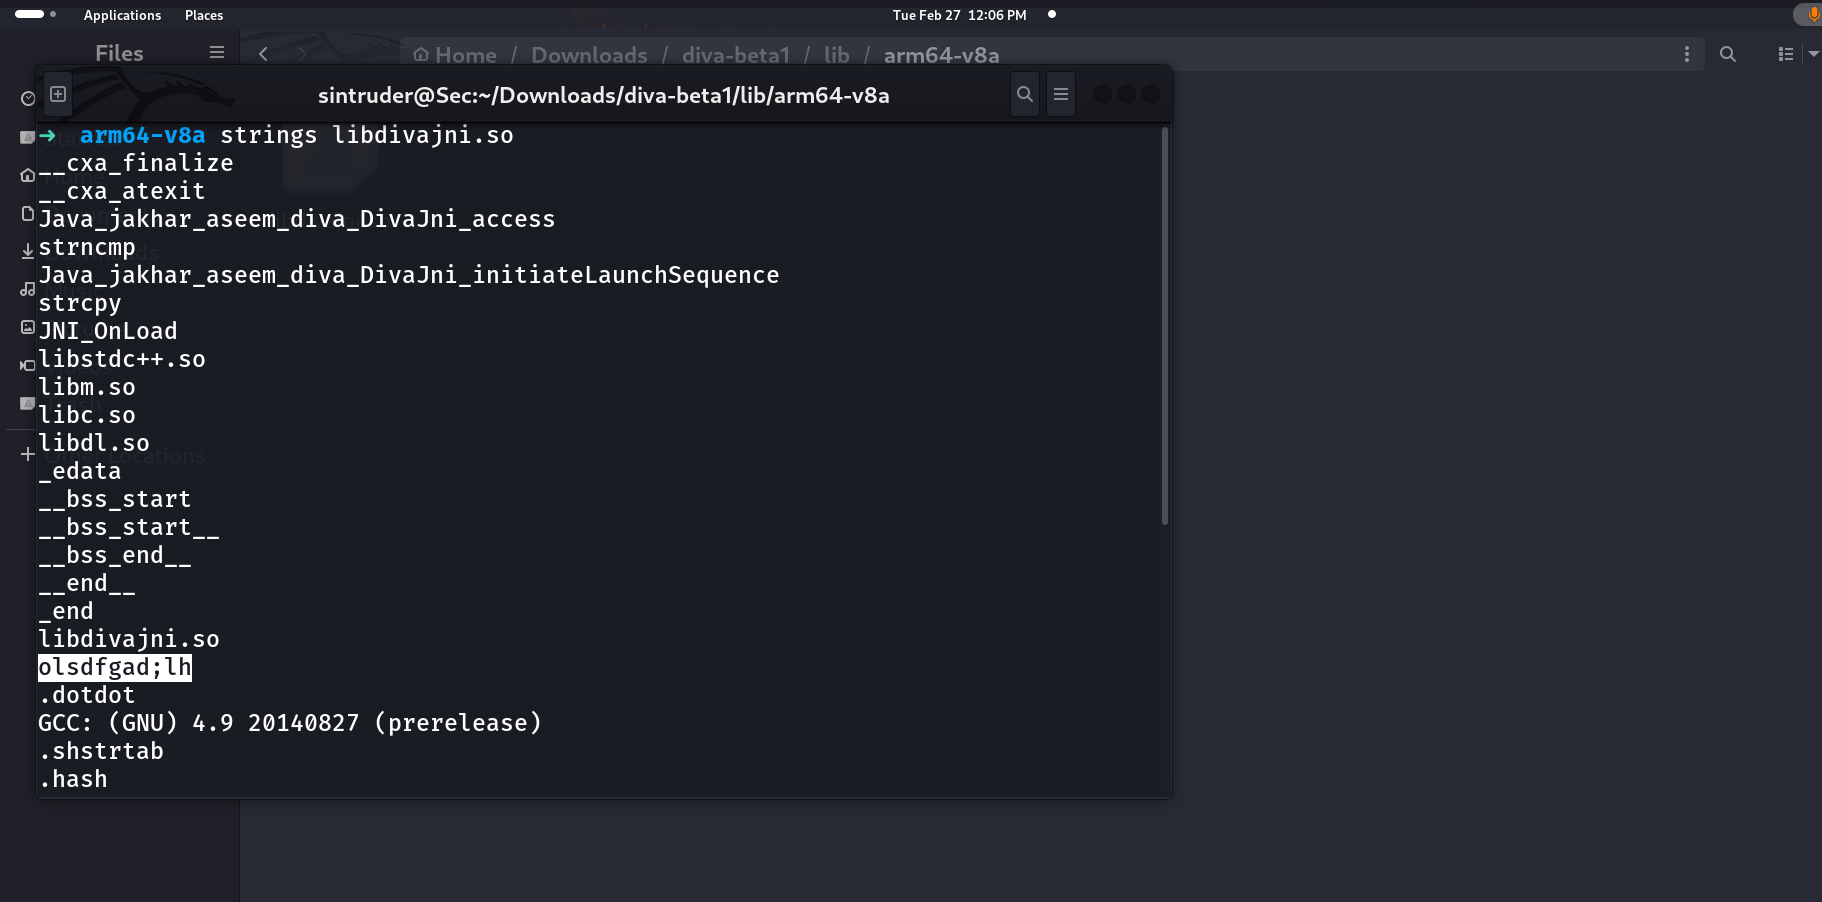 Applications Places
Tue Feb 27 12:06 PM
Files
Home / Downloads / diva-beta1 / lib / arm64-v8a
sintruder@Sec:~/Downloads/diva-beta1/lib/arm64-v8a
→ arm64-v8a strings libdivajni.so
__cxa_finalize
__cxa_atexit
Java_jakhar_aseem_diva_DivaJni_access
strncmp
Java_jakhar_aseem_diva_DivaJni_initiateLaunchSequence
strcpy
JNI_OnLoad
libstdc++.so
libm.so
libc.so
libdl.so
_edata
__bss_start
__bss_start__
__bss_end__
__end__
_end
libdivajni.so
olsdfgad;lh
.dotdot
GCC: (GNU) 4.9 20140827 (prerelease)
.shstrtab
.hash